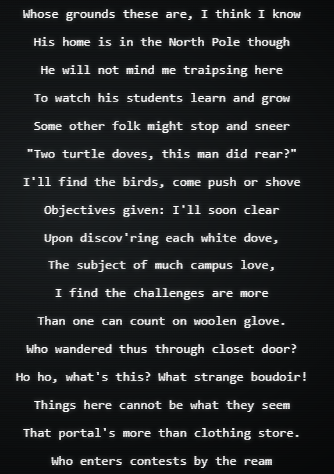 Whose grounds these are, I think I know
His home is in the North Pole though
He will not mind me traipsing here
To watch his students learn and grow
Some other folk might stop and sneer
"Two turtle doves, this man did rear?"
I'll find the birds, come push or shove
Objectives given: I'll soon clear
Upon discov'ring each white dove,
The subject of much campus love,
I find the challenges are more
Than one can count on woolen glove.
Who wandered thus through closet door?
Ho ho, what's this? What strange boudoir!
Things here cannot be what they seem
That portal's more than clothing store.
Who enters contests by the ream